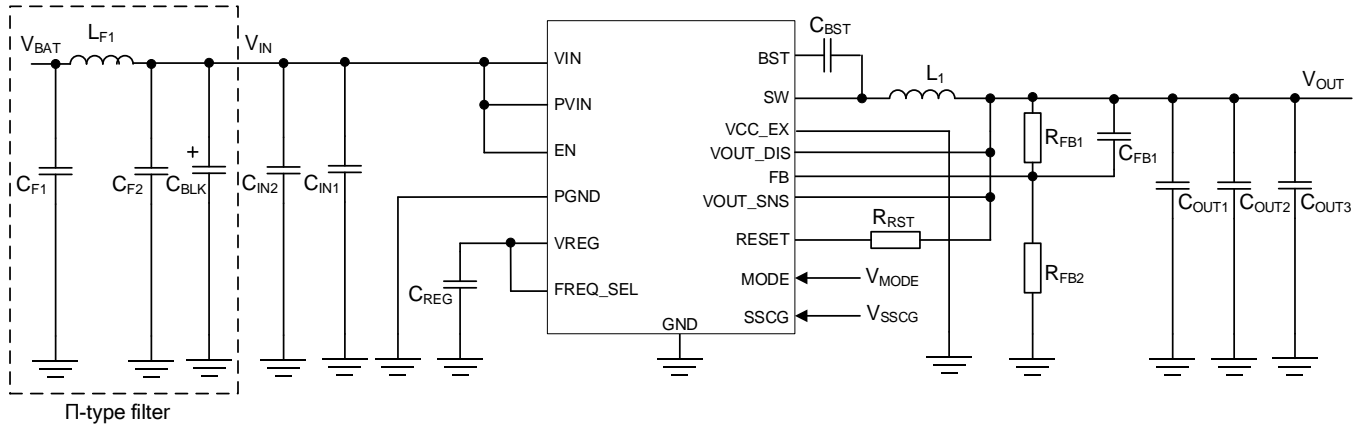 VBAT
LF1
VIN
CF1
CF2
+
CBLK
CIN2
CIN1
CREG
VIN
PVIN
EN
PGND
VREG
FREQ_SEL
GND
BST
SW
VCC_EX
VOUT_DIS
FB
VOUT_SNS
RESET
MODE
SSCG
CBST
L1
RRST
VMODE
VSSCG
RFB1
CFB1
RFB2
VOUT
COUT1
COUT2
COUT3
Π-type filter